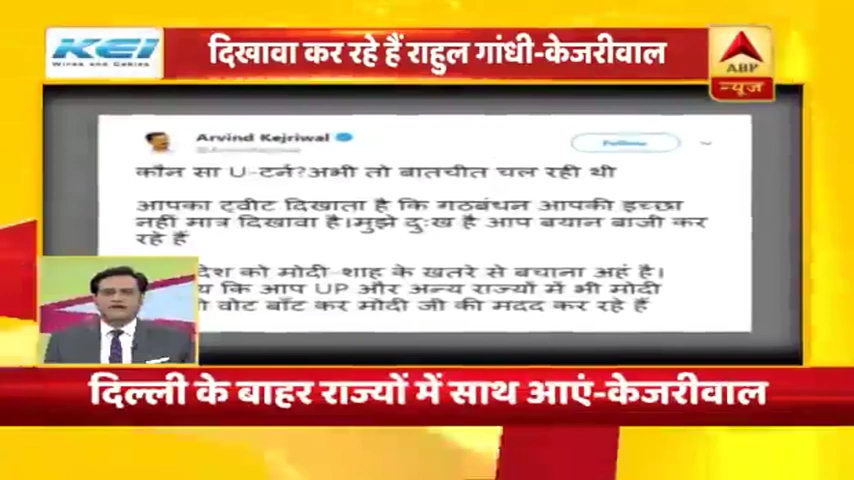 KEI
Wires and Cables
दिखावा कर रहे हैं राहुल गांधी-केजरीवाल
ABP
न्यूज़
Arvind Kejriwal
Follow
कौन सा U-टर्न?अभी तो बातचीत चल रही थी
आपका ट्वीट दिखाता है कि गठबंधन आपकी इच्छा
नहीं मात्र दिखावा है।मुझे दुःख है आप बयान बाजी कर
रहे हैं
देश को मोदी-शाह के खतरे से बचाना अहं है।
कि आप UP और अन्य राज्यों में भी मोदी
वोट बाँट कर मोदी जी की मदद कर रहे हैं
दिल्ली के बाहर राज्यों में साथ आएं-केजरीवाल